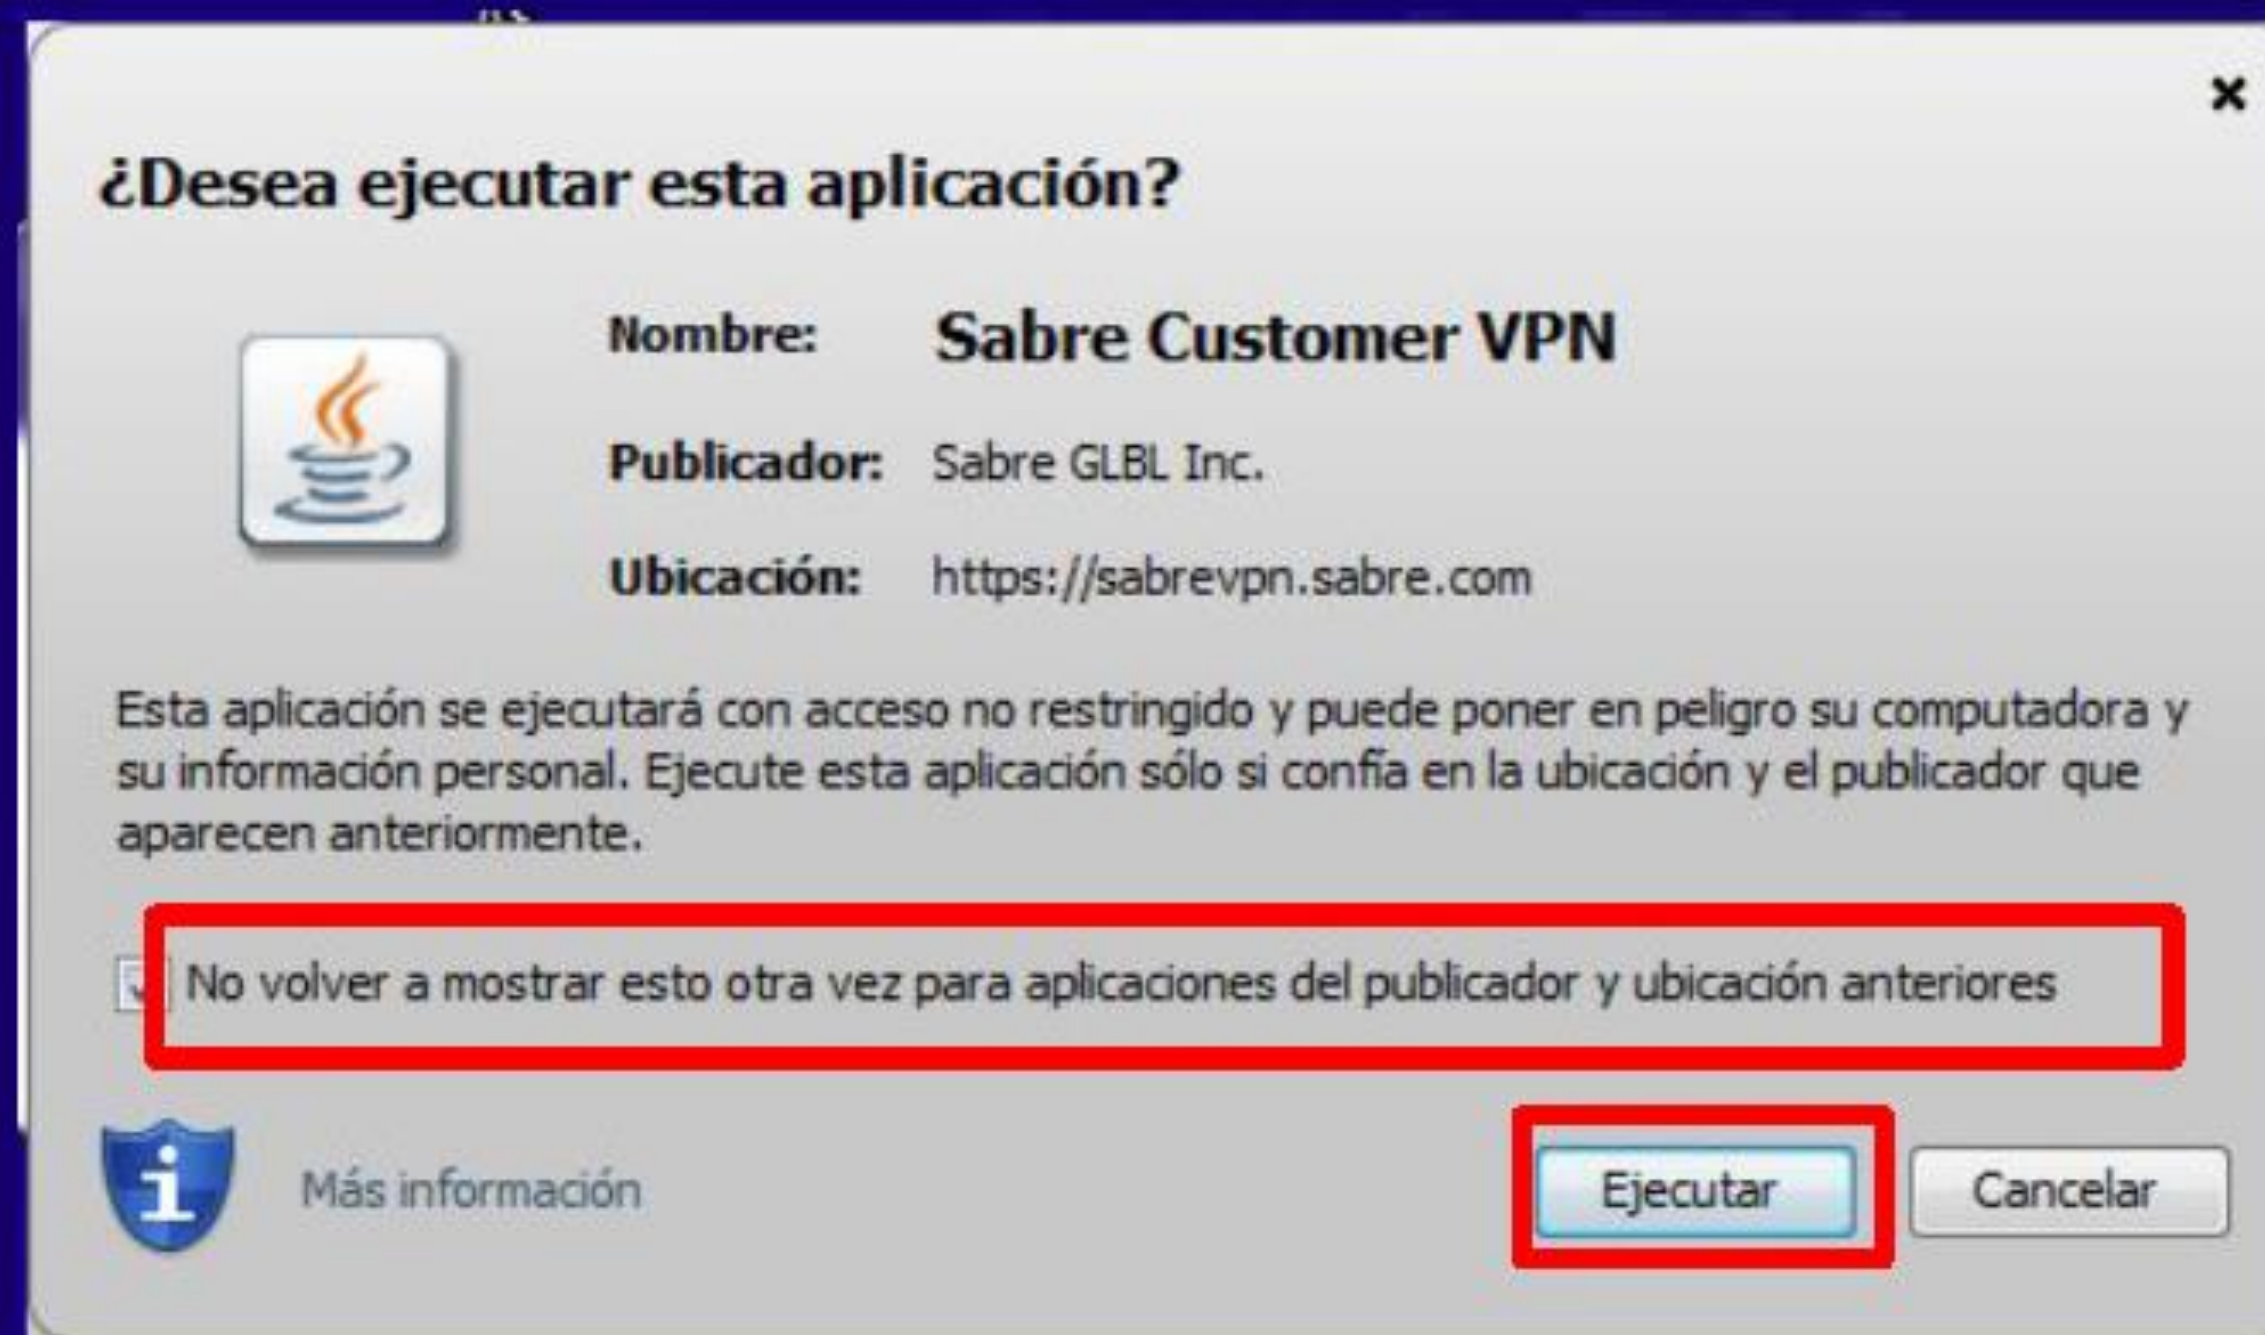 ¿Desea ejecutar esta aplicación?
Nombre: Sabre Customer VPN
Publicador: Sabre GLBL Inc.
Ubicación: https://sabrevpn.sabre.com
Esta aplicación se ejecutará con acceso no restringido y puede poner en peligro su computadora y
su información personal. Ejecute esta aplicación sólo si confía en la ubicación y el publicador que
aparecen anteriormente.
No volver a mostrar esto otra vez para aplicaciones del publicador y ubicación anteriores
Más información
Ejecutar
Cancelar